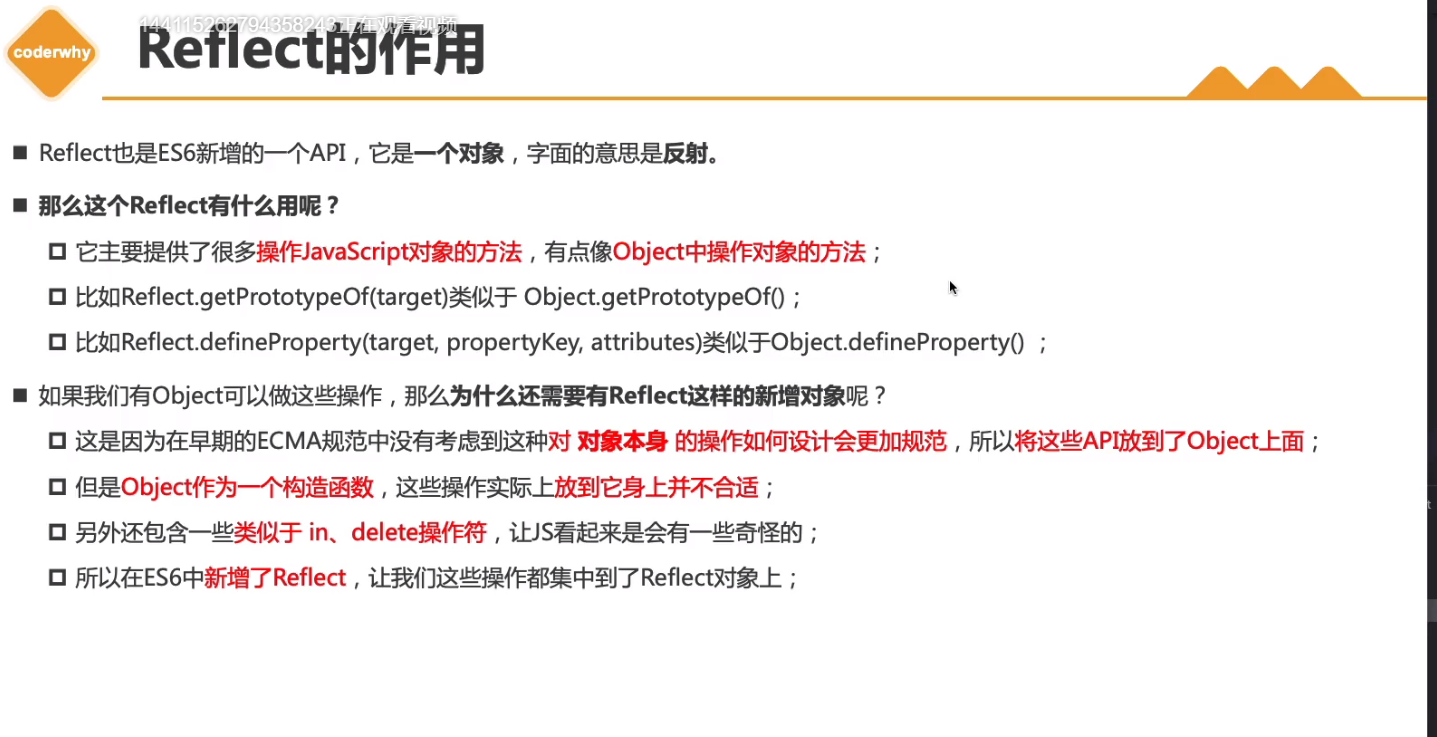 144115262794358243正在观看视频
coderwhy
Reflect的作用
Reflect也是ES6新增的一个API，它是一个对象，字面的意思是反射。
那么这个Reflect有什么用呢？
它主要提供了很多操作JavaScript对象的方法，有点像Object中操作对象的方法；
比如Reflect.getPrototypeOf(target)类似于 Object.getPrototypeOf()；
比如Reflect.defineProperty(target, propertyKey, attributes)类似于Object.defineProperty() ；
如果我们有Object可以做这些操作，那么为什么还需要有Reflect这样的新增对象呢？
这是因为在早期的ECMA规范中没有考虑到这种对 对象本身 的操作如何设计会更加规范，所以将这些API放到了Object上面；
但是Object作为一个构造函数，这些操作实际上放到它身上并不合适；
另外还包含一些类似于 in、delete操作符，让JS看起来是会有一些奇怪的；
所以在ES6中新增了Reflect，让我们这些操作都集中到了Reflect对象上；
t